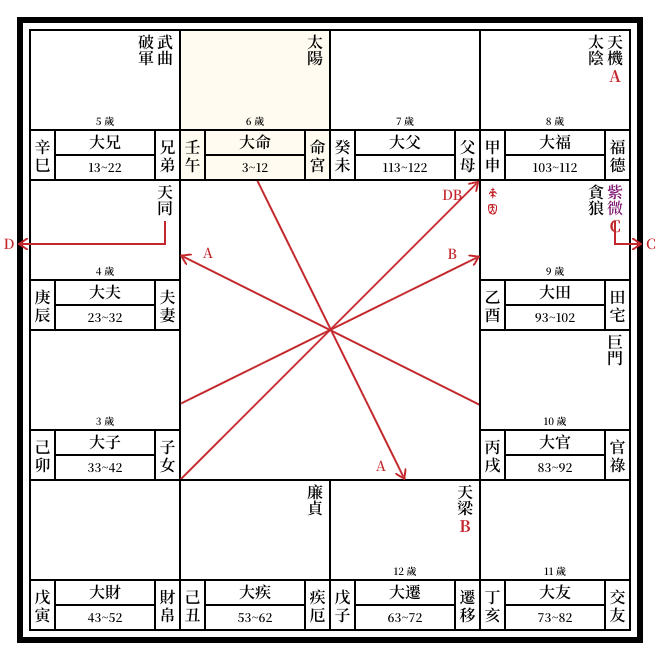 武曲
破軍
5 歲
辛巳
大兄
13~22
兄弟
太陽
6 歲
壬午
大命
3~12
命宮
7 歲
癸未
大父
113~122
父母
天機
A
太陰
8 歲
甲申
大福
103~112
福德
天同
D
4 歲
庚辰
大夫
23~32
夫妻
A
B
DB
紫微
C
貪狼
C
9 歲
乙酉
大田
93~102
田宅
3 歲
己卯
大子
33~42
子女
A
巨門
10 歲
丙戌
大官
83~92
官祿
戊寅
大財
43~52
財帛
廉貞
己丑
大疾
53~62
疾厄
天梁
B
12 歲
戊子
大遷
63~72
遷移
11 歲
丁亥
大友
73~82
交友